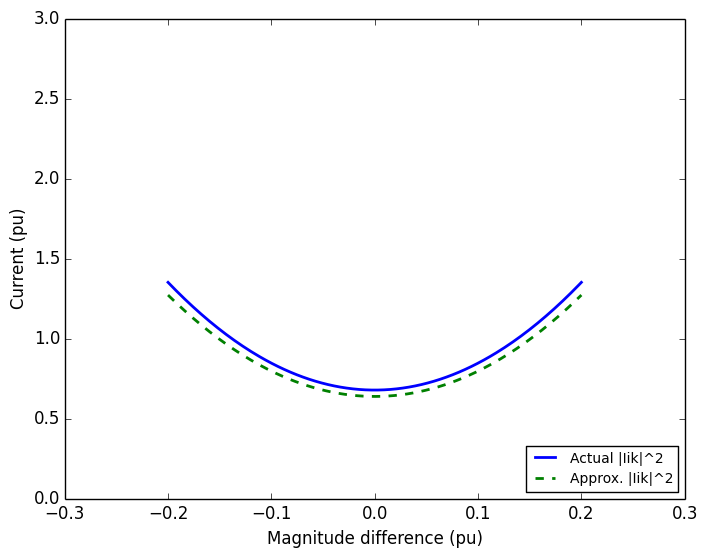 3.0
2.5
2.0
1.5
1.0
0.5
0.0
Current (pu)
−0.3 −0.2 −0.1 0.0 0.1 0.2 0.3
Magnitude difference (pu)
Actual |Iik|^2
Approx. |Iik|^2